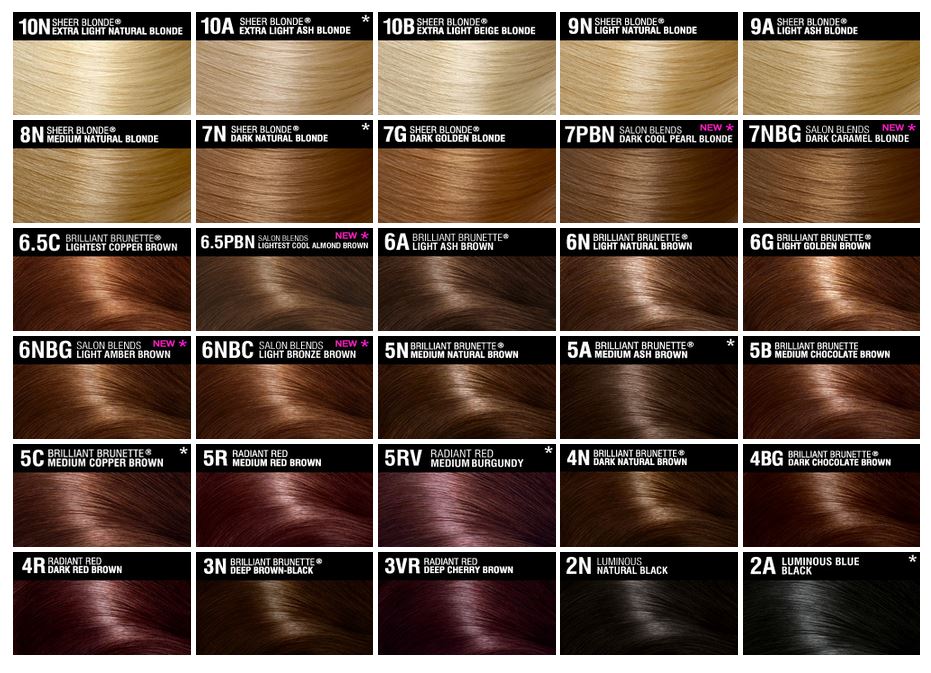 10N SHEER BLONDE®
EXTRA LIGHT NATURAL BLONDE
10A SHEER BLONDE® *
EXTRA LIGHT ASH BLONDE
10B SHEER BLONDE®
EXTRA LIGHT BEIGE BLONDE
9N SHEER BLONDE®
LIGHT NATURAL BLONDE
9A SHEER BLONDE®
LIGHT ASH BLONDE
8N SHEER BLONDE®
MEDIUM NATURAL BLONDE
7N SHEER BLONDE® *
DARK NATURAL BLONDE
7G SHEER BLONDE®
DARK GOLDEN BLONDE
7PBN SALON BLENDS NEW *
DARK COOL PEARL BLONDE
7NBG SALON BLENDS NEW *
DARK CARAMEL BLONDE
6.5C BRILLIANT BRUNETTE®
LIGHTEST COPPER BROWN
6.5PBN SALON BLENDS NEW *
LIGHTEST COOL ALMOND BROWN
6A BRILLIANT BRUNETTE®
LIGHT ASH BROWN
6N BRILLIANT BRUNETTE®
LIGHT NATURAL BROWN
6G BRILLIANT BRUNETTE®
LIGHT GOLDEN BROWN
6NBG SALON BLENDS NEW *
LIGHT AMBER BROWN
6NBC SALON BLENDS NEW *
LIGHT BRONZE BROWN
5N BRILLIANT BRUNETTE®
MEDIUM NATURAL BROWN
5A BRILLIANT BRUNETTE® *
MEDIUM ASH BROWN
5B BRILLIANT BRUNETTE
MEDIUM CHOCOLATE BROWN
5C BRILLIANT BRUNETTE® *
MEDIUM COPPER BROWN
5R RADIANT RED
MEDIUM RED BROWN
5RV RADIANT RED *
MEDIUM BURGUNDY
4N BRILLIANT BRUNETTE®
DARK NATURAL BROWN
4BG BRILLIANT BRUNETTE®
DARK CHOCOLATE BROWN
4R RADIANT RED
DARK RED BROWN
3N BRILLIANT BRUNETTE®
DEEP BROWN-BLACK
3VR RADIANT RED
DEEP CHERRY BROWN
2N LUMINOUS
NATURAL BLACK
2A LUMINOUS BLUE *
BLACK